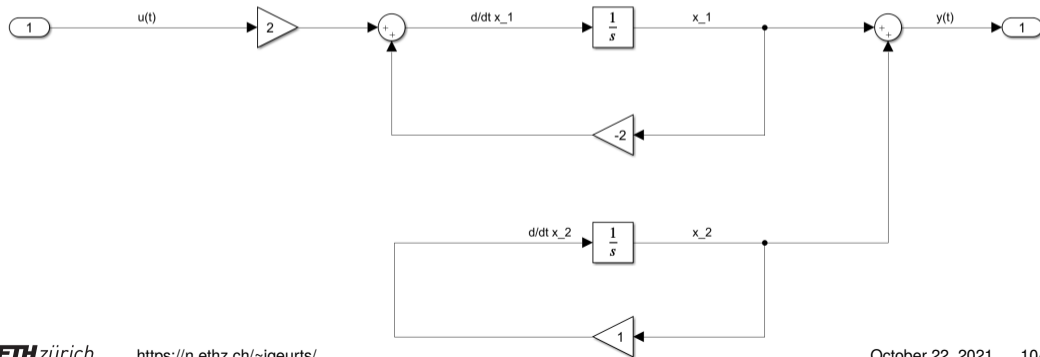 1 u(t) 2 + + d/dt x_1 1 s x_1 + + y(t) 1
-2
d/dt x_2 1 s x_2
1
ETH zürich https://n.ethz.ch/~jgeurts/ October 22, 2021 10